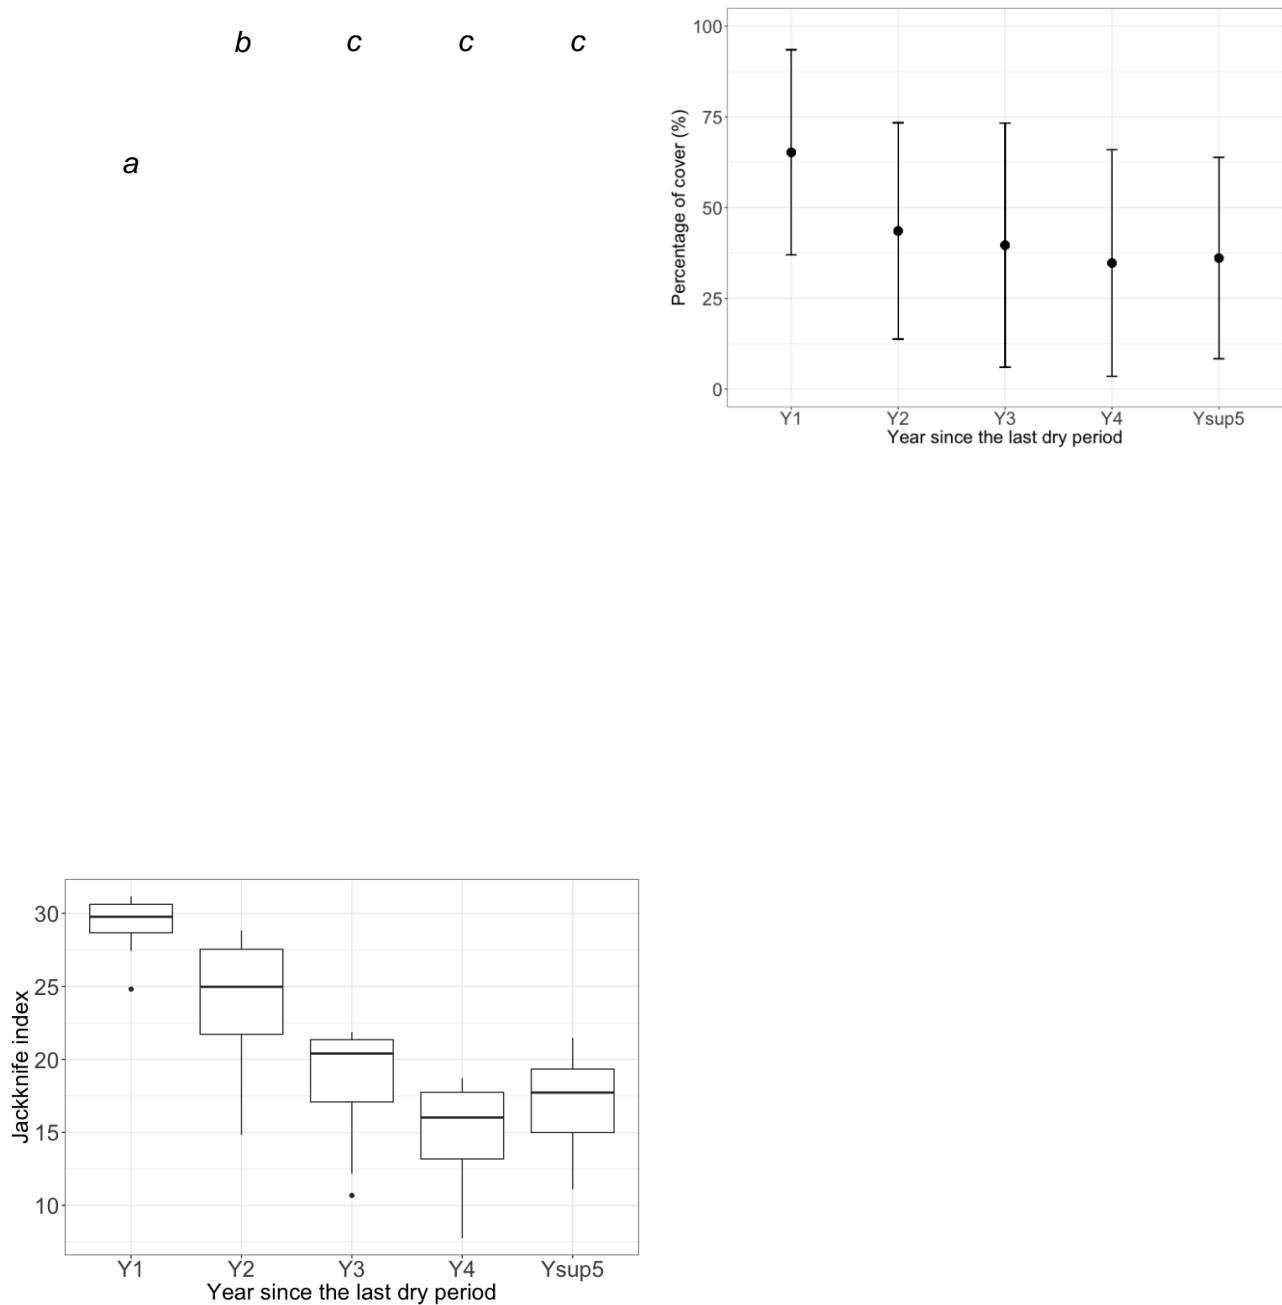 b c c c
a
100
75
50
25
0
Percentage of cover (%)
Y1 Y2 Y3 Y4 Ysup5
Year since the last dry period
30
25
20
15
10
Jackknife index
Y1 Y2 Y3 Y4 Ysup5
Year since the last dry period